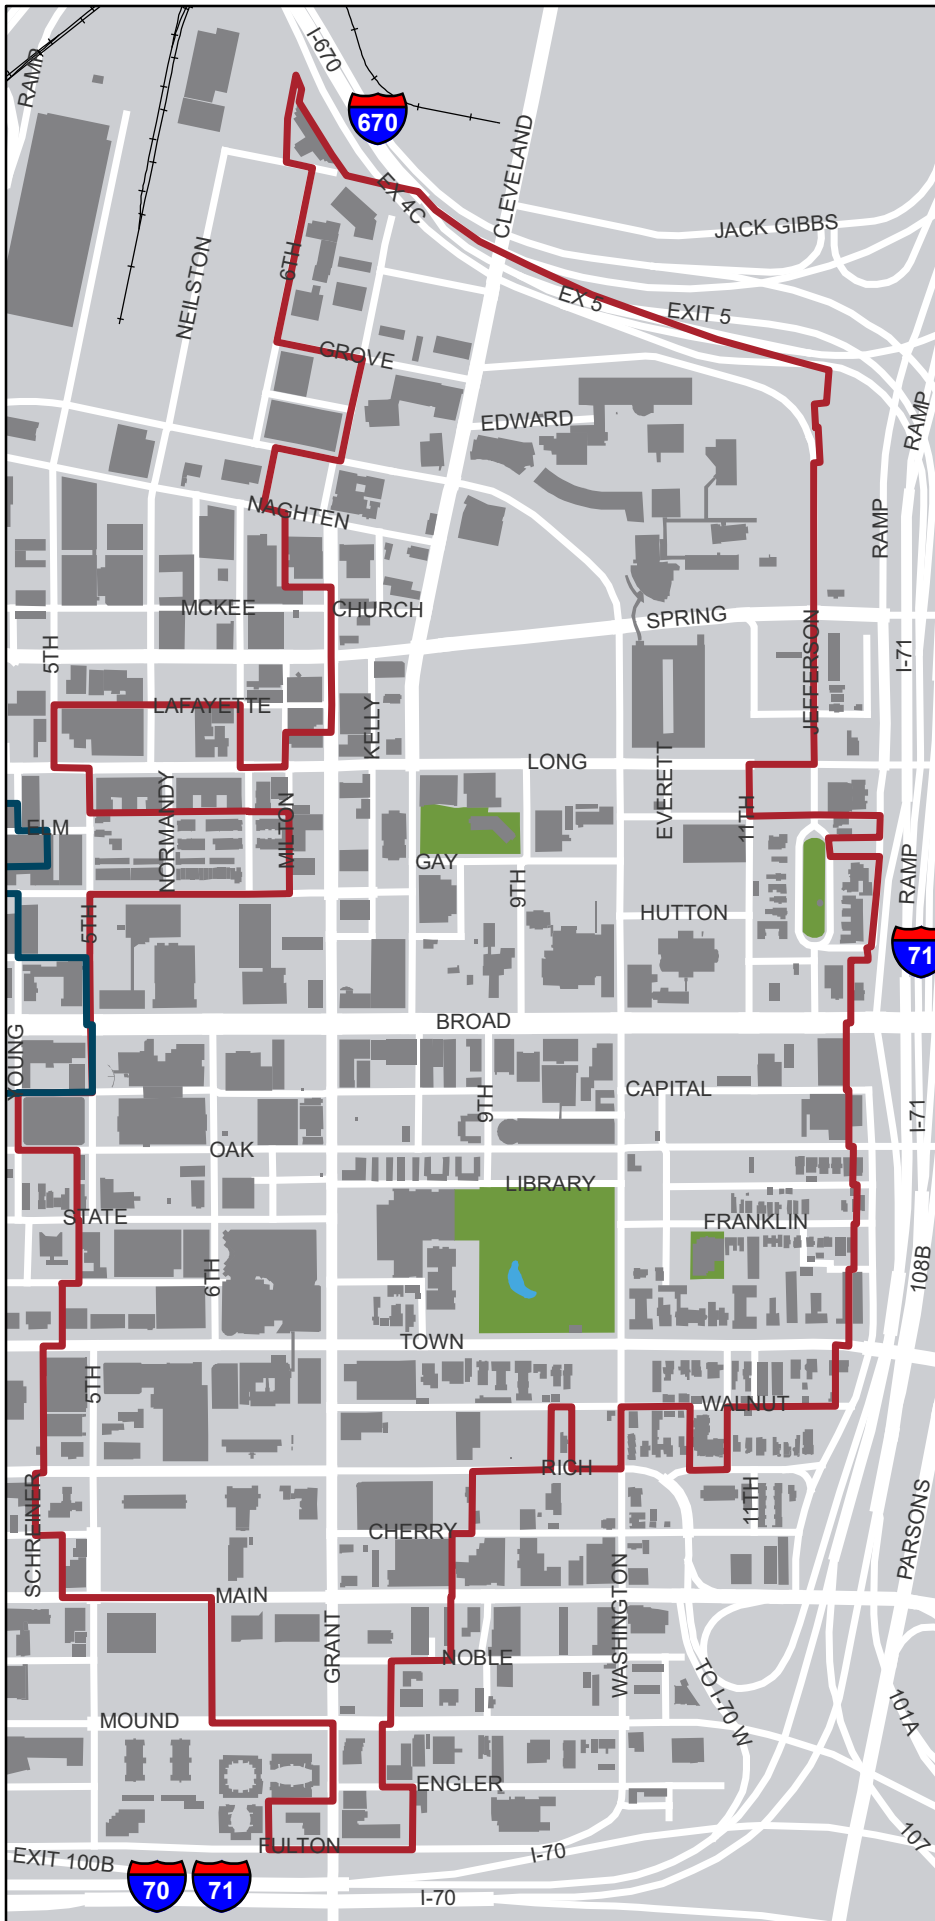 RAMP
I-670
670
CLEVELAND
EX 4C
JACK GIBBS
6TH
NEILSTON
EX 5
EXIT 5
GROVE
EDWARD
RAMP
NAGHTEN
RAMP
MCKEE
CHURCH
SPRING
5TH
I-71
JEFFERSON
LAFAYETTE
KELLY
LONG
EVERETT
NORMANDY
MILTON
11TH
ELM
GAY
RAMP
9TH
5TH
HUTTON
71
BROAD
YOUNG
CAPITAL
9TH
I-71
OAK
LIBRARY
STATE
FRANKLIN
6TH
108B
TOWN
5TH
WALNUT
RICH
SCHREINER
11TH
PARSONS
CHERRY
MAIN
WASHINGTON
GRANT
NOBLE
TO I-70 W
101A
MOUND
ENGLER
FULTON
107
EXIT 100B
I-70
70
71
I-70